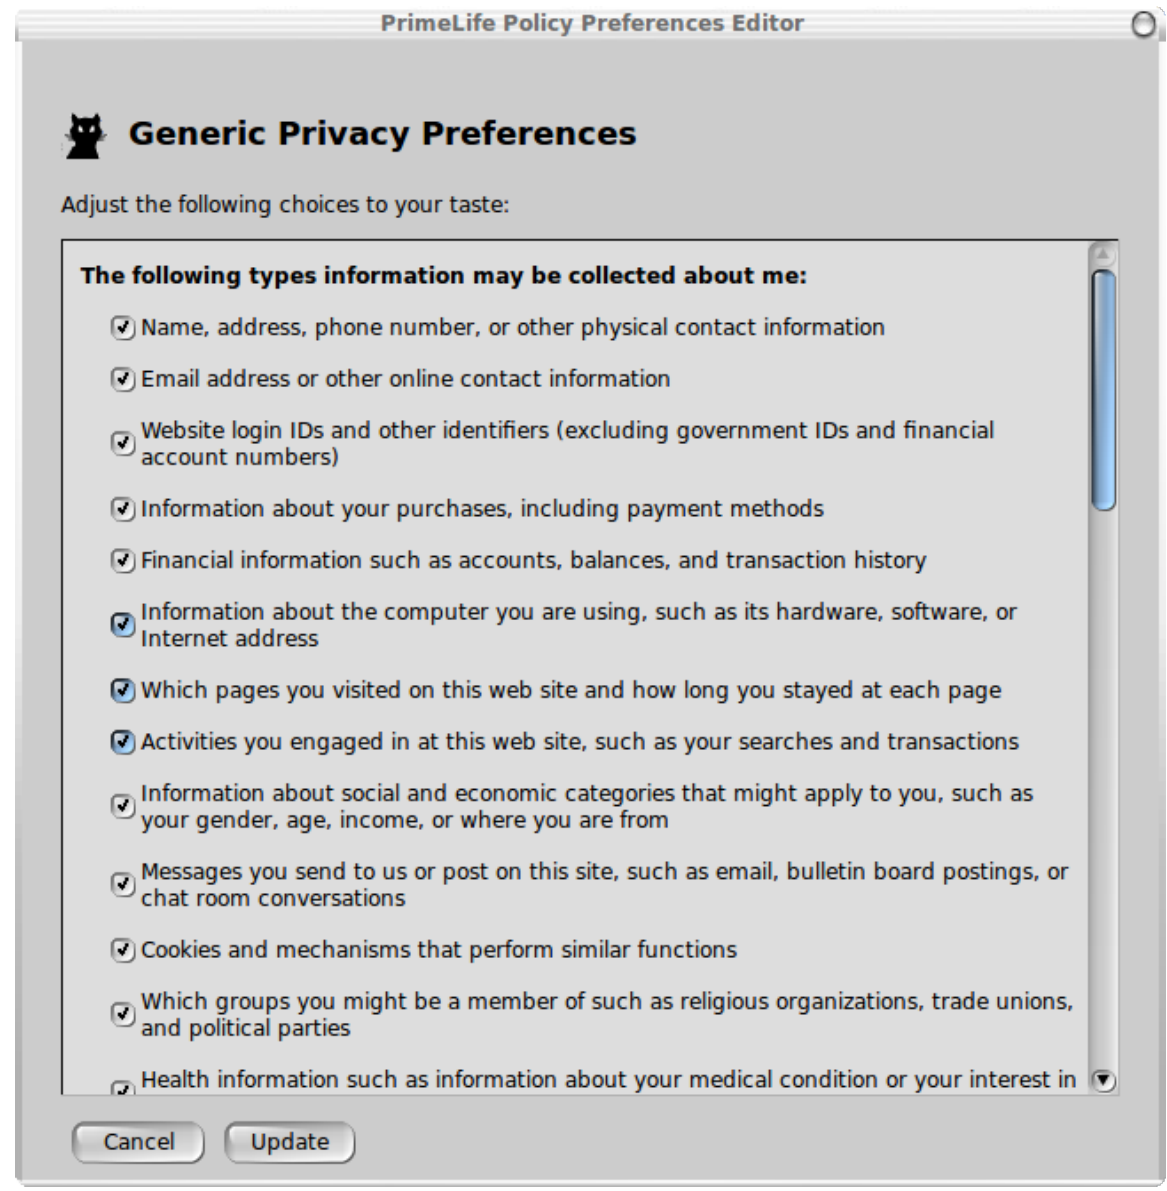 PrimeLife Policy Preferences Editor
Generic Privacy Preferences
Adjust the following choices to your taste:
The following types information may be collected about me:
Name, address, phone number, or other physical contact information
Email address or other online contact information
Website login IDs and other identifiers (excluding government IDs and financial
account numbers)
Information about your purchases, including payment methods
Financial information such as accounts, balances, and transaction history
Information about the computer you are using, such as its hardware, software, or
Internet address
Which pages you visited on this web site and how long you stayed at each page
Activities you engaged in at this web site, such as your searches and transactions
Information about social and economic categories that might apply to you, such as
your gender, age, income, or where you are from
Messages you send to us or post on this site, such as email, bulletin board postings, or
chat room conversations
Cookies and mechanisms that perform similar functions
Which groups you might be a member of such as religious organizations, trade unions,
and political parties
Health information such as information about your medical condition or your interest in
Cancel Update